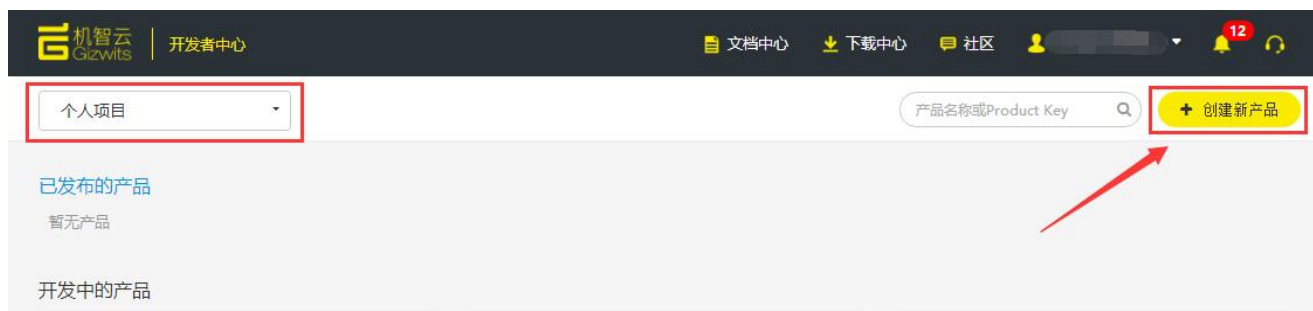 机智云
Gizwits
开发者中心
文档中心
下载中心
社区
12
个人项目
产品名称或Product Key
+ 创建新产品
已发布的产品
暂无产品
开发中的产品